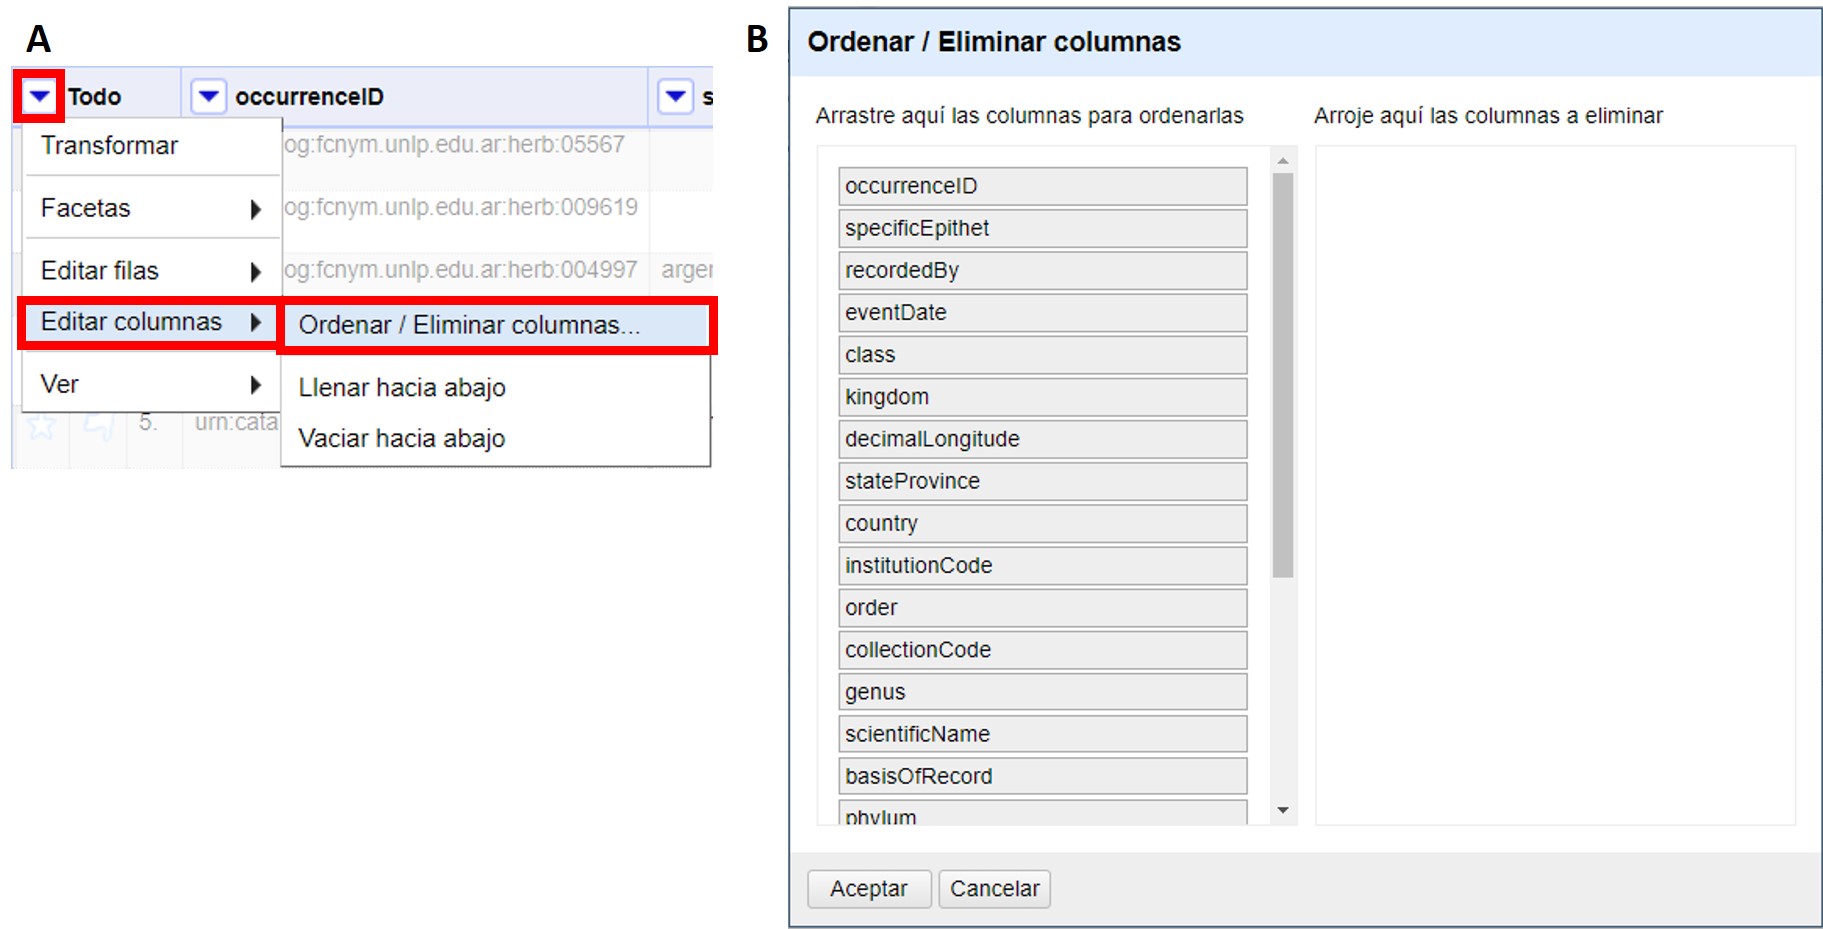 A
Todo
occurrenceID
s
Transformar
og:fcnym.unlp.edu.ar:herb:05567
Facetas
og:fcnym.unlp.edu.ar:herb:009619
Editar filas
og:fcnym.unlp.edu.ar:herb:004997
arger
Editar columnas
Ordenar / Eliminar columnas...
Ver
Llenar hacia abajo
5.
urn:cata
Vaciar hacia abajo
B
Ordenar / Eliminar columnas
Arrastre aquí las columnas para ordenarlas
Arroje aquí las columnas a eliminar
occurrenceID
specificEpithet
recordedBy
eventDate
class
kingdom
decimalLongitude
stateProvince
country
institutionCode
order
collectionCode
genus
scientificName
basisOfRecord
phylum
Aceptar
Cancelar